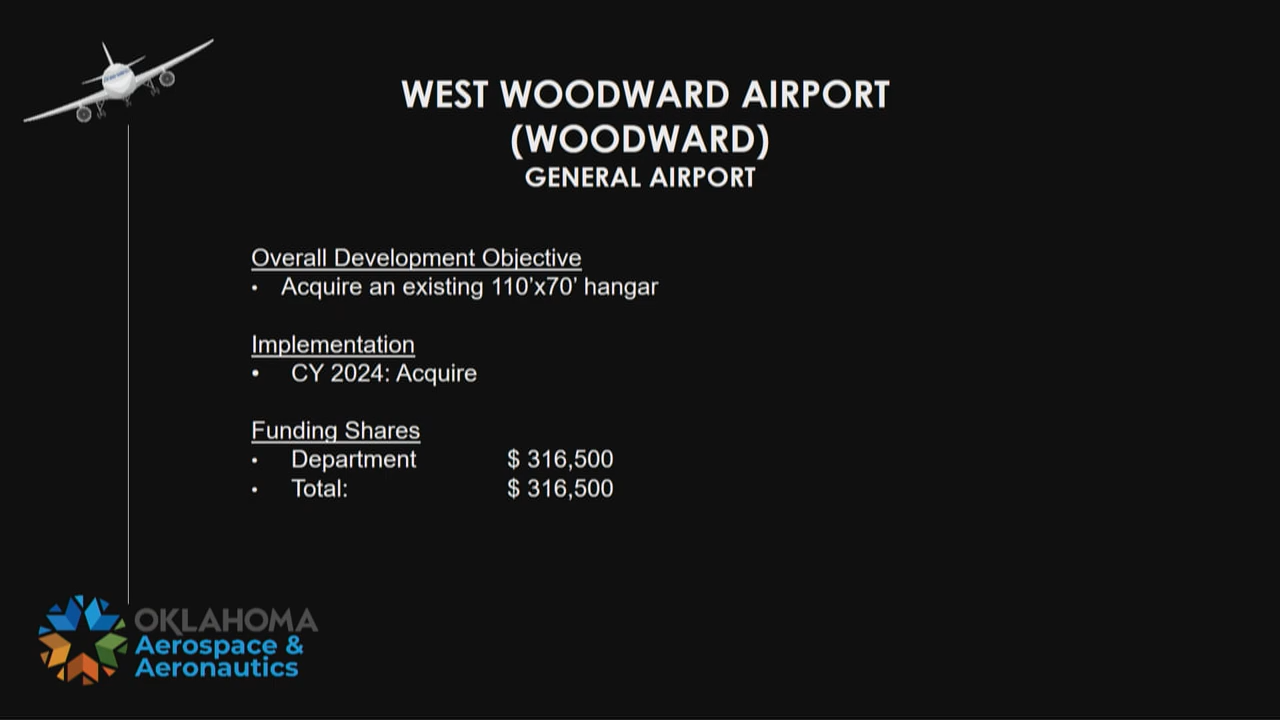 WEST WOODWARD AIRPORT
(WOODWARD)
GENERAL AIRPORT
Overall Development Objective
• Acquire an existing 110’x70’ hangar
Implementation
• CY 2024: Acquire
Funding Shares
• Department $ 316,500
• Total: $ 316,500
OKLAHOMA
Aerospace &
Aeronautics